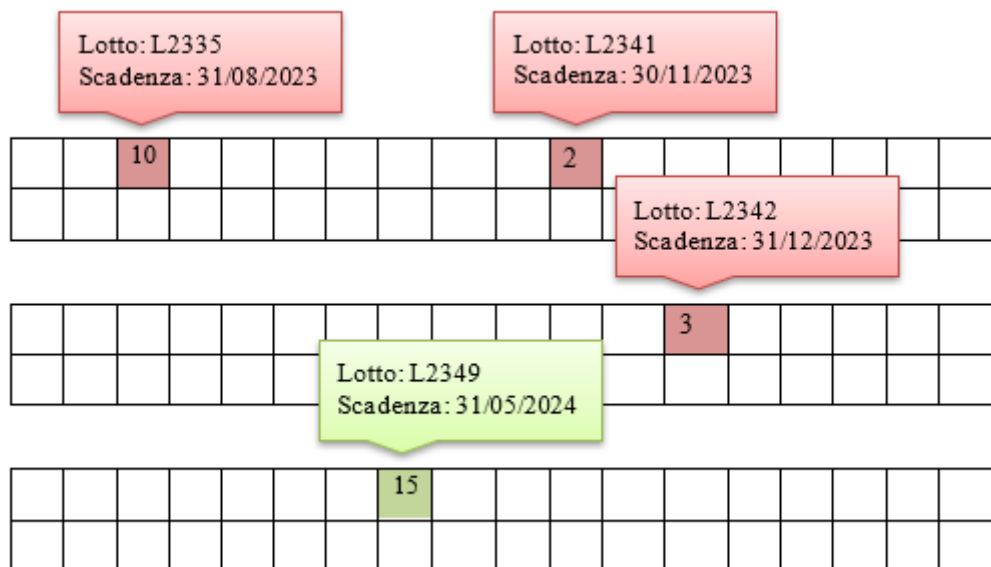 Lotto: L2335
Scadenza: 31/08/2023
Lotto: L2341
Scadenza: 30/11/2023
10
2
Lotto: L2342
Scadenza: 31/12/2023
3
Lotto: L2349
Scadenza: 31/05/2024
15